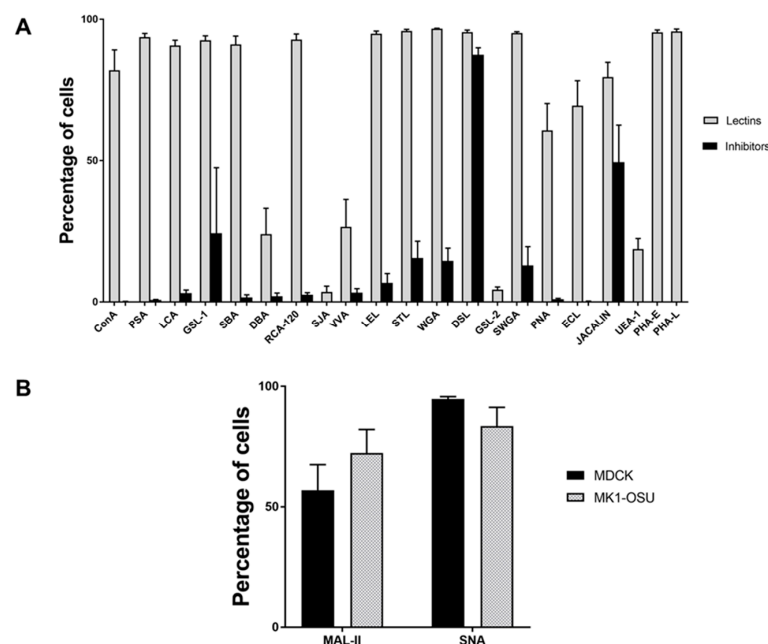 A
Percentage of cells
100
50
0
ConA
PSA
LCA
GSL-1
SBA
DBA
RCA-120
SJA
VVA
LEL
STL
WGA
DSL
GSL-2
SWGA
PNA
ECL
JACALIN
UEA-1
PHA-E
PHA-L
Lectins
Inhibitors
B
Percentage of cells
100
50
0
MAL-II
SNA
MDCK
MK1-OSU